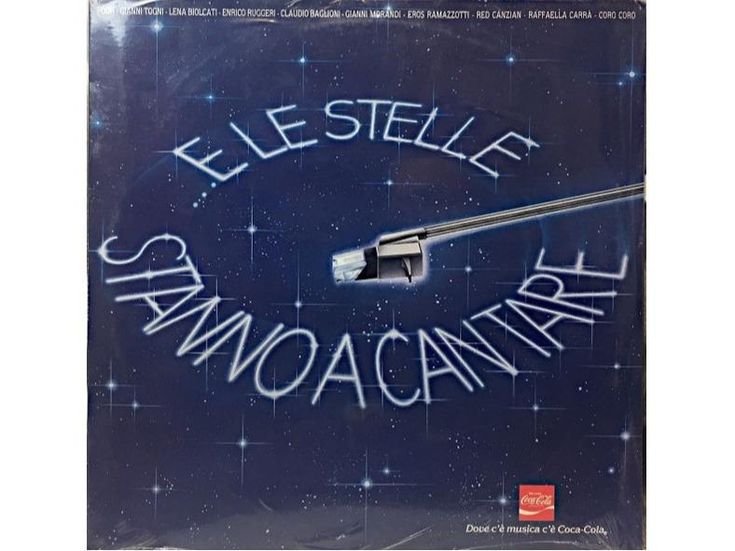 POOH - GIANNI TOGNI - LENA BIOLCATI - ENRICO RUGGERI - CLAUDIO BAGLIONI - GIANNI MORANDI - EROS RAMAZZOTTI - RED CANZIAN - RAFFAELLA CARRÀ - CORO CORO
...E LE STELLE
STANNO A CANTARE
Coca-Cola
Dove c'è musica c'è Coca-Cola.